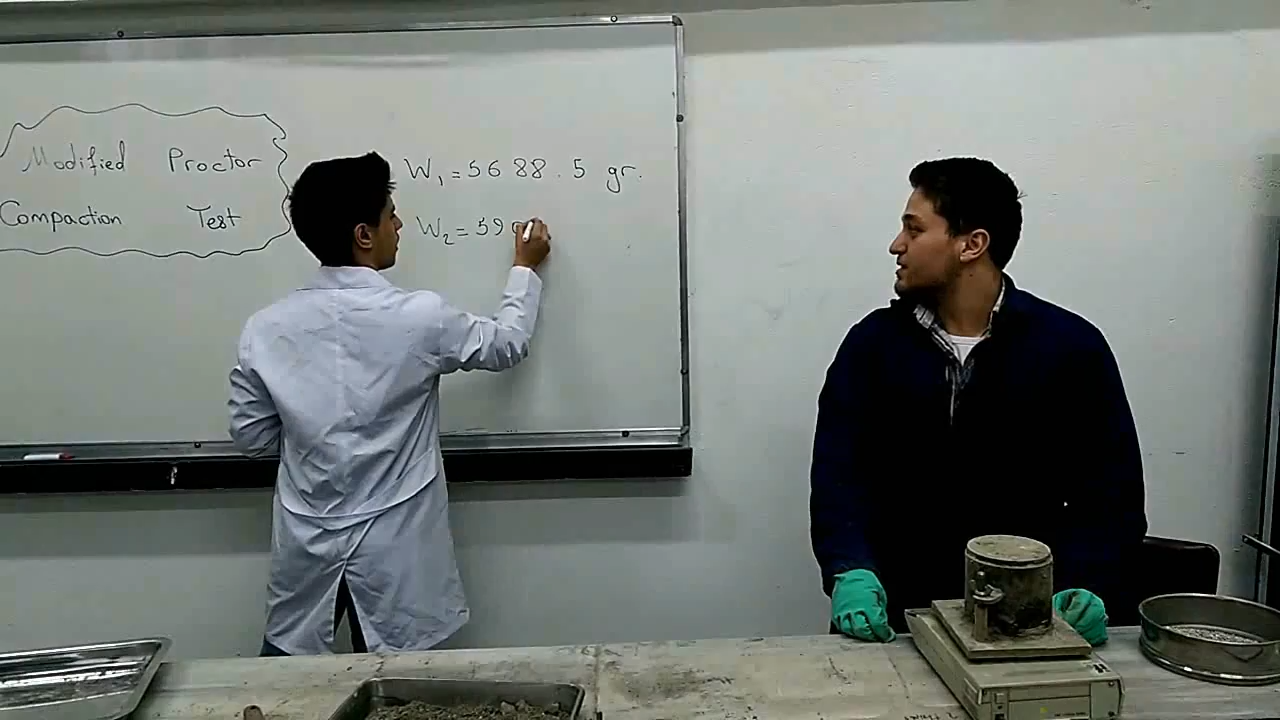 Modified Proctor
Compaction Test
W₁ = 5688.5 gr.
W₂ = 59